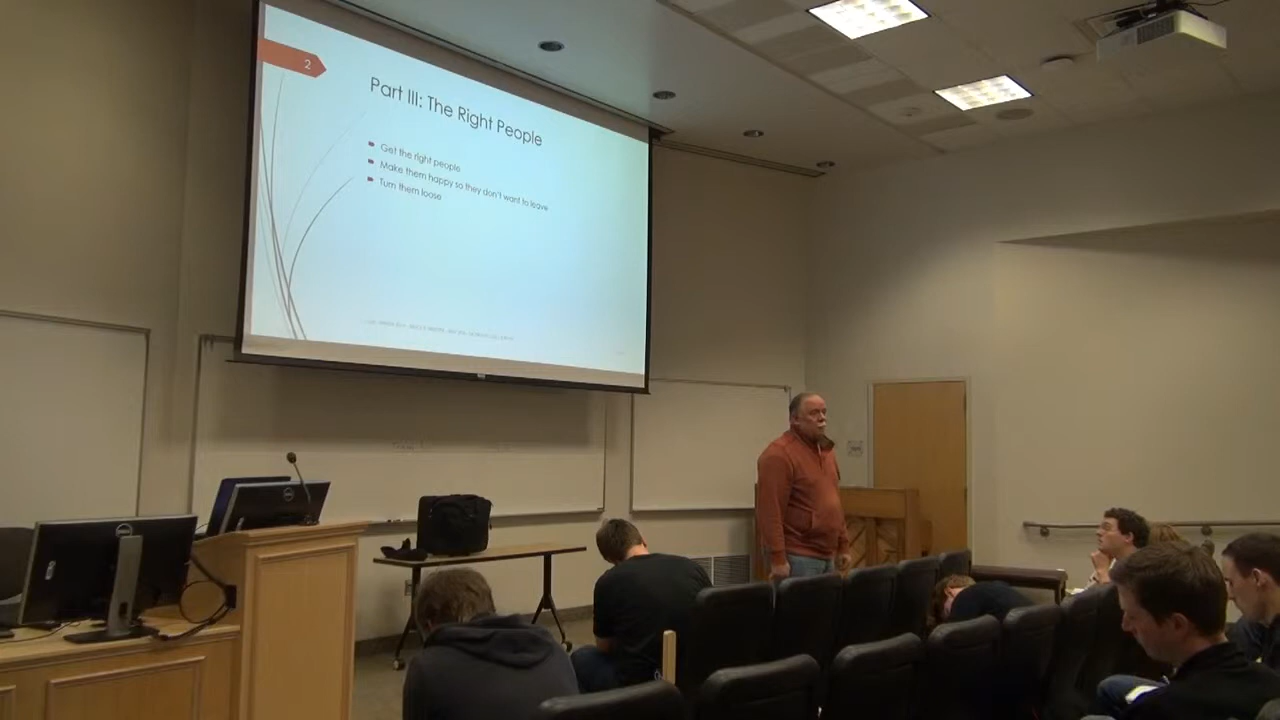 2
Part III: The Right People
Get the right people
Make them happy so they don't want to leave
Turn them loose
DELL